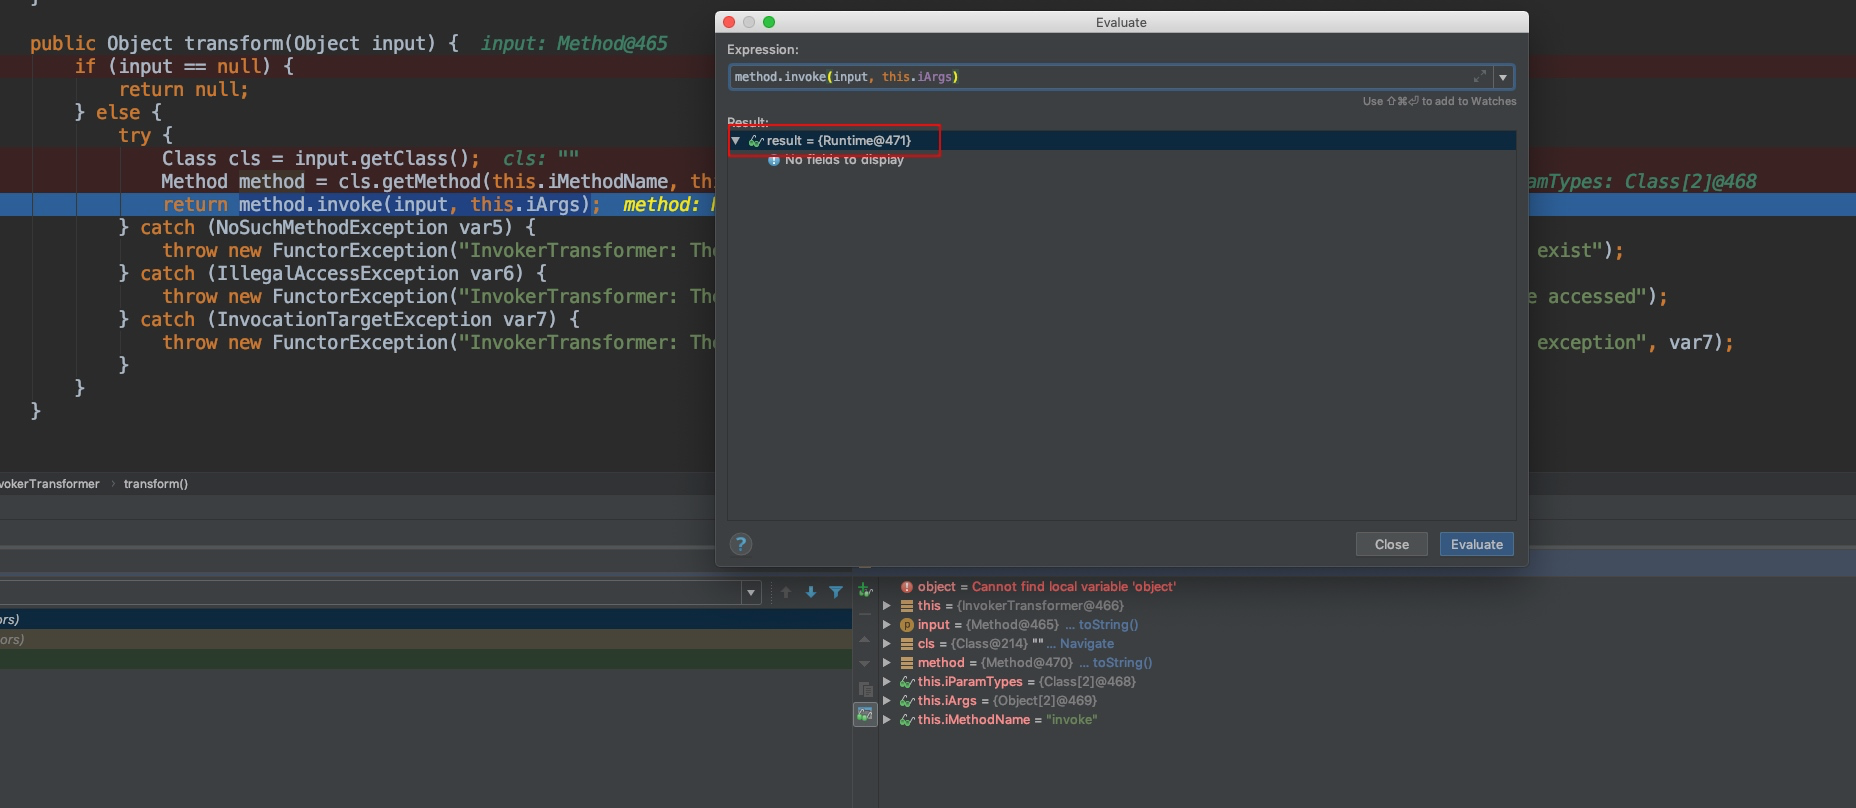 }
public Object transform(Object input) {  input: Method@465
if (input == null) {
return null;
} else {
try {
Class cls = input.getClass();  cls: ""
Method method = cls.getMethod(this.iMethodName, th
amTypes: Class[2]@468
return method.invoke(input, this.iArgs);  method:
} catch (NoSuchMethodException var5) {
throw new FunctorException("InvokerTransformer: The
exist");
} catch (IllegalAccessException var6) {
throw new FunctorException("InvokerTransformer: The
e accessed");
} catch (InvocationTargetException var7) {
throw new FunctorException("InvokerTransformer: The
exception", var7);
}
}
}
vokerTransformer › transform()
Evaluate
Expression:
method.invoke(input, this.iArgs)
Use ⇧⌘⏎ to add to Watches
Result:
result = {Runtime@471}
No fields to display
?
Close
Evaluate
ors)
ors)
object = Cannot find local variable 'object'
this = {InvokerTransformer@466}
input = {Method@465} ... toString()
cls = {Class@214} "" ... Navigate
method = {Method@470} ... toString()
this.iParamTypes = {Class[2]@468}
this.iArgs = {Object[2]@469}
this.iMethodName = "invoke"